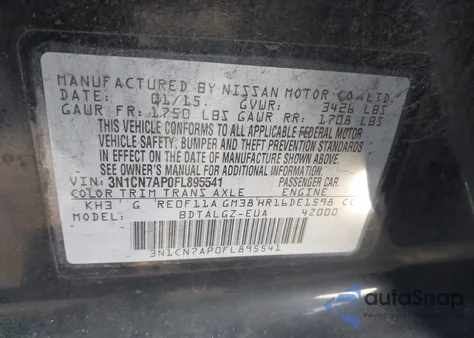 MANUFACTURED BY NISSAN MOTOR CO.,LTD.
DATE: 01/15. GVWR: 3426 LBS
GAWR FR: 1750 LBS GAWR RR: 1708 LBS
THIS VEHICLE CONFORMS TO ALL APPLICABLE FEDERAL MOTOR
VEHICLE SAFETY, BUMPER AND THEFT PREVENTION STANDARDS
IN EFFECT ON THE DATE OF MANUFACTURE SHOWN ABOVE.
SEE OWNER'S MANUAL FOR ADDITIONAL INFORMATION
VIN: 3N1CN7AP0FL895541 PASSENGER CAR
COLOR TRIM TRANS AXLE ENGINE
KH3 G RE0F11A GM38 HR16DE1598 CC
MODEL: BDTALGZ-EUA 42000
3N1CN7AP0FL895541
autoSnap